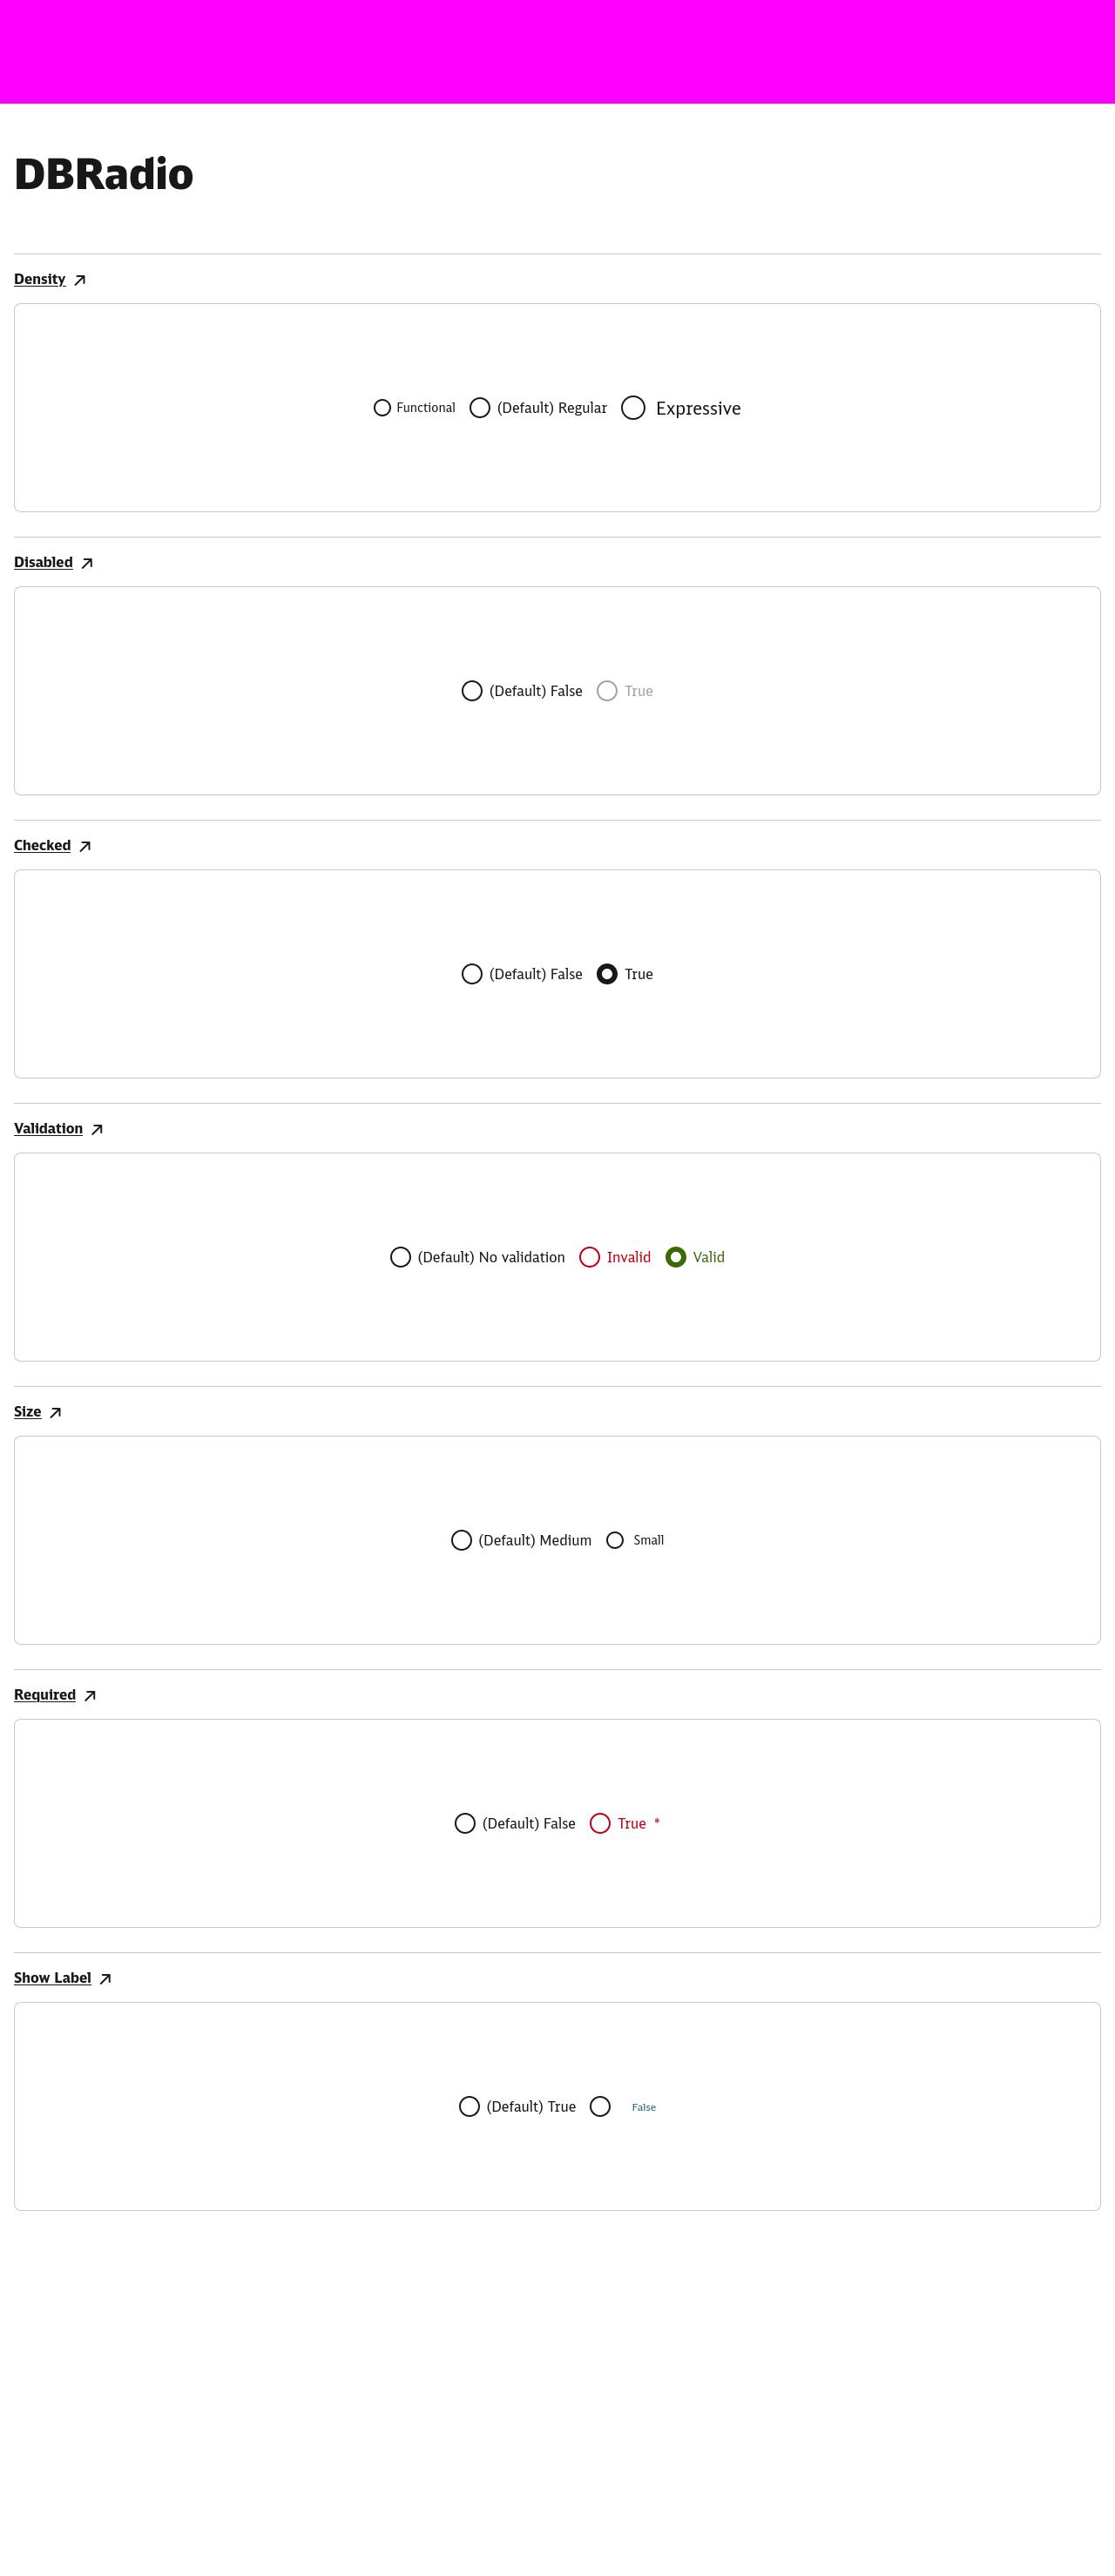 DBRadio
Density
Functional (Default) Regular Expressive
Disabled
(Default) False True
Checked
(Default) False True
Validation
(Default) No validation Invalid Valid
Size
(Default) Medium Small
Required
(Default) False True *
Show Label
(Default) True False